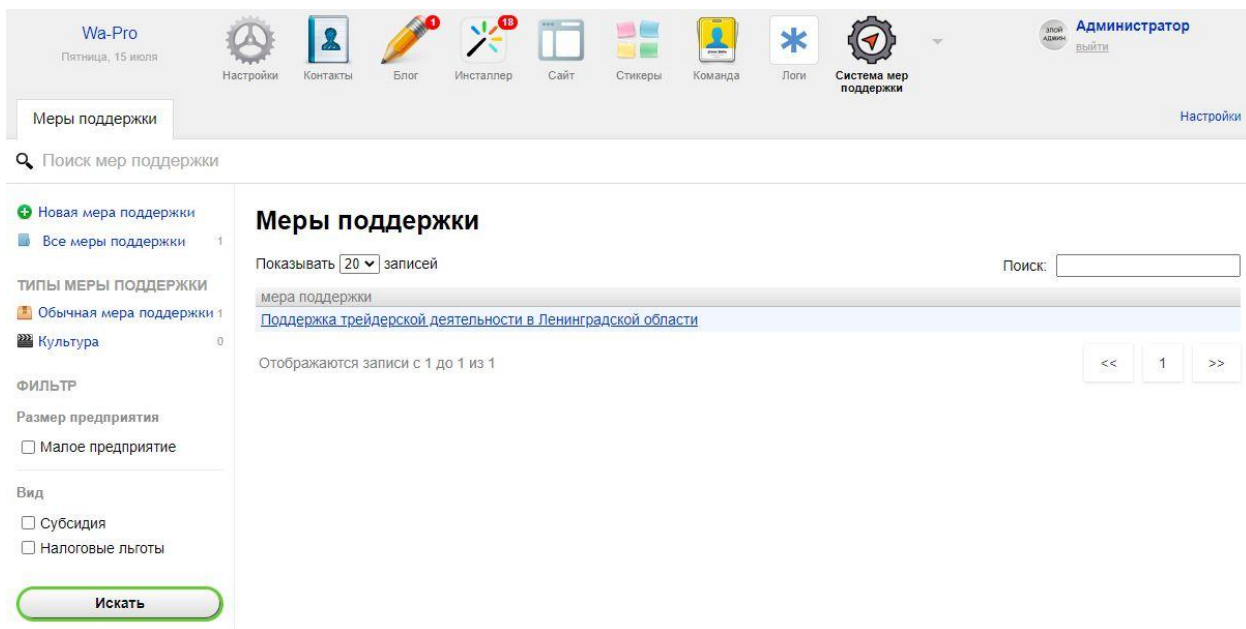 Wa-Pro
Пятница, 15 июля
Настройки
Контакты
1
Блог
18
Инсталлер
Сайт
Стикеры
Команда
Логи
Система мер
поддержки
злой
админ
Администратор
выйти
Меры поддержки
Настройки
Поиск мер поддержки
Новая мера поддержки
Все меры поддержки 1
ТИПЫ МЕРЫ ПОДДЕРЖКИ
Обычная мера поддержки 1
Культура 0
ФИЛЬТР
Размер предприятия
Малое предприятие
Вид
Субсидия
Налоговые льготы
Искать
Меры поддержки
Показывать 20 записей
Поиск:
мера поддержки
Поддержка трейдерской деятельности в Ленинградской области
Отображаются записи с 1 до 1 из 1
<< 1 >>